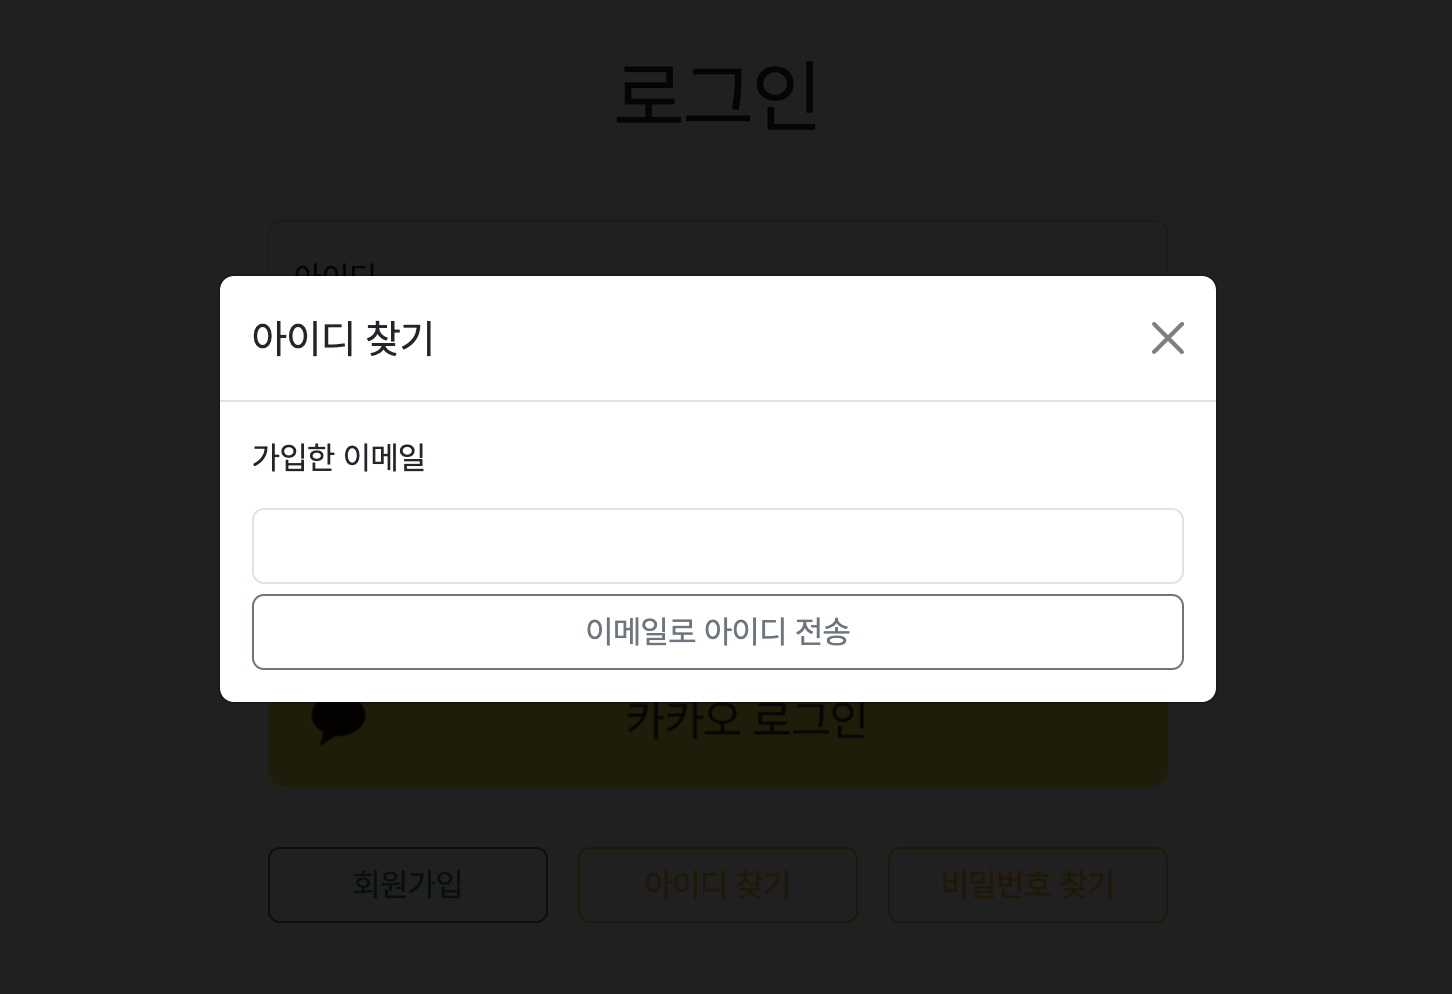 로그인
아이디
아이디 찾기
가입한 이메일
이메일로 아이디 전송
카카오 로그인
회원가입
아이디 찾기
비밀번호 찾기